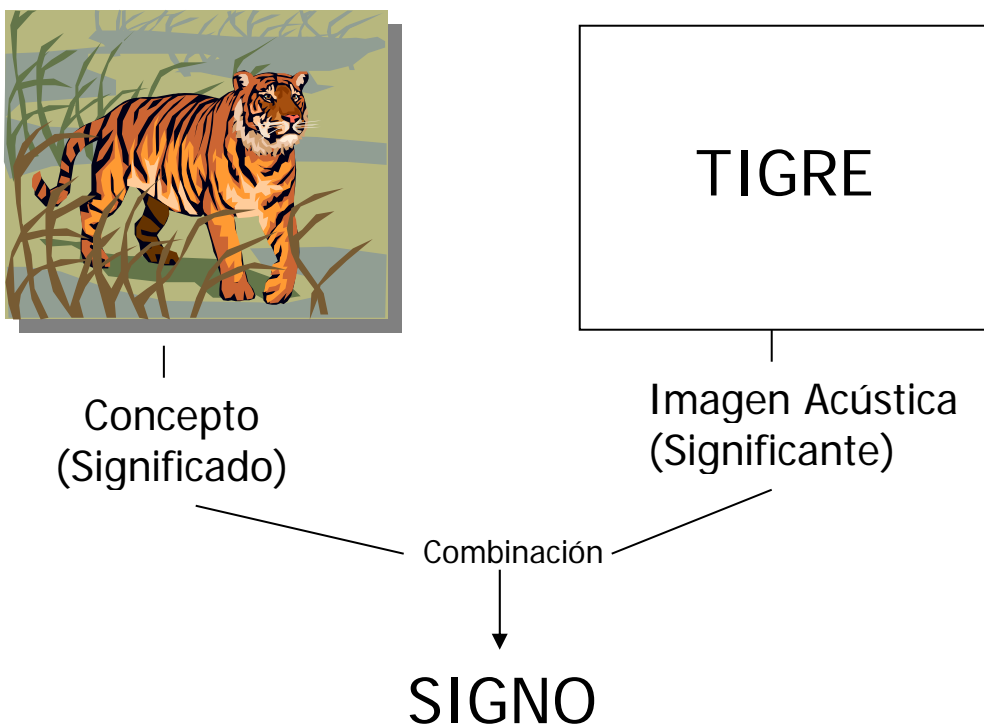 TIGRE
Concepto
(Significado)
Imagen Acústica
(Significante)
Combinación
SIGNO